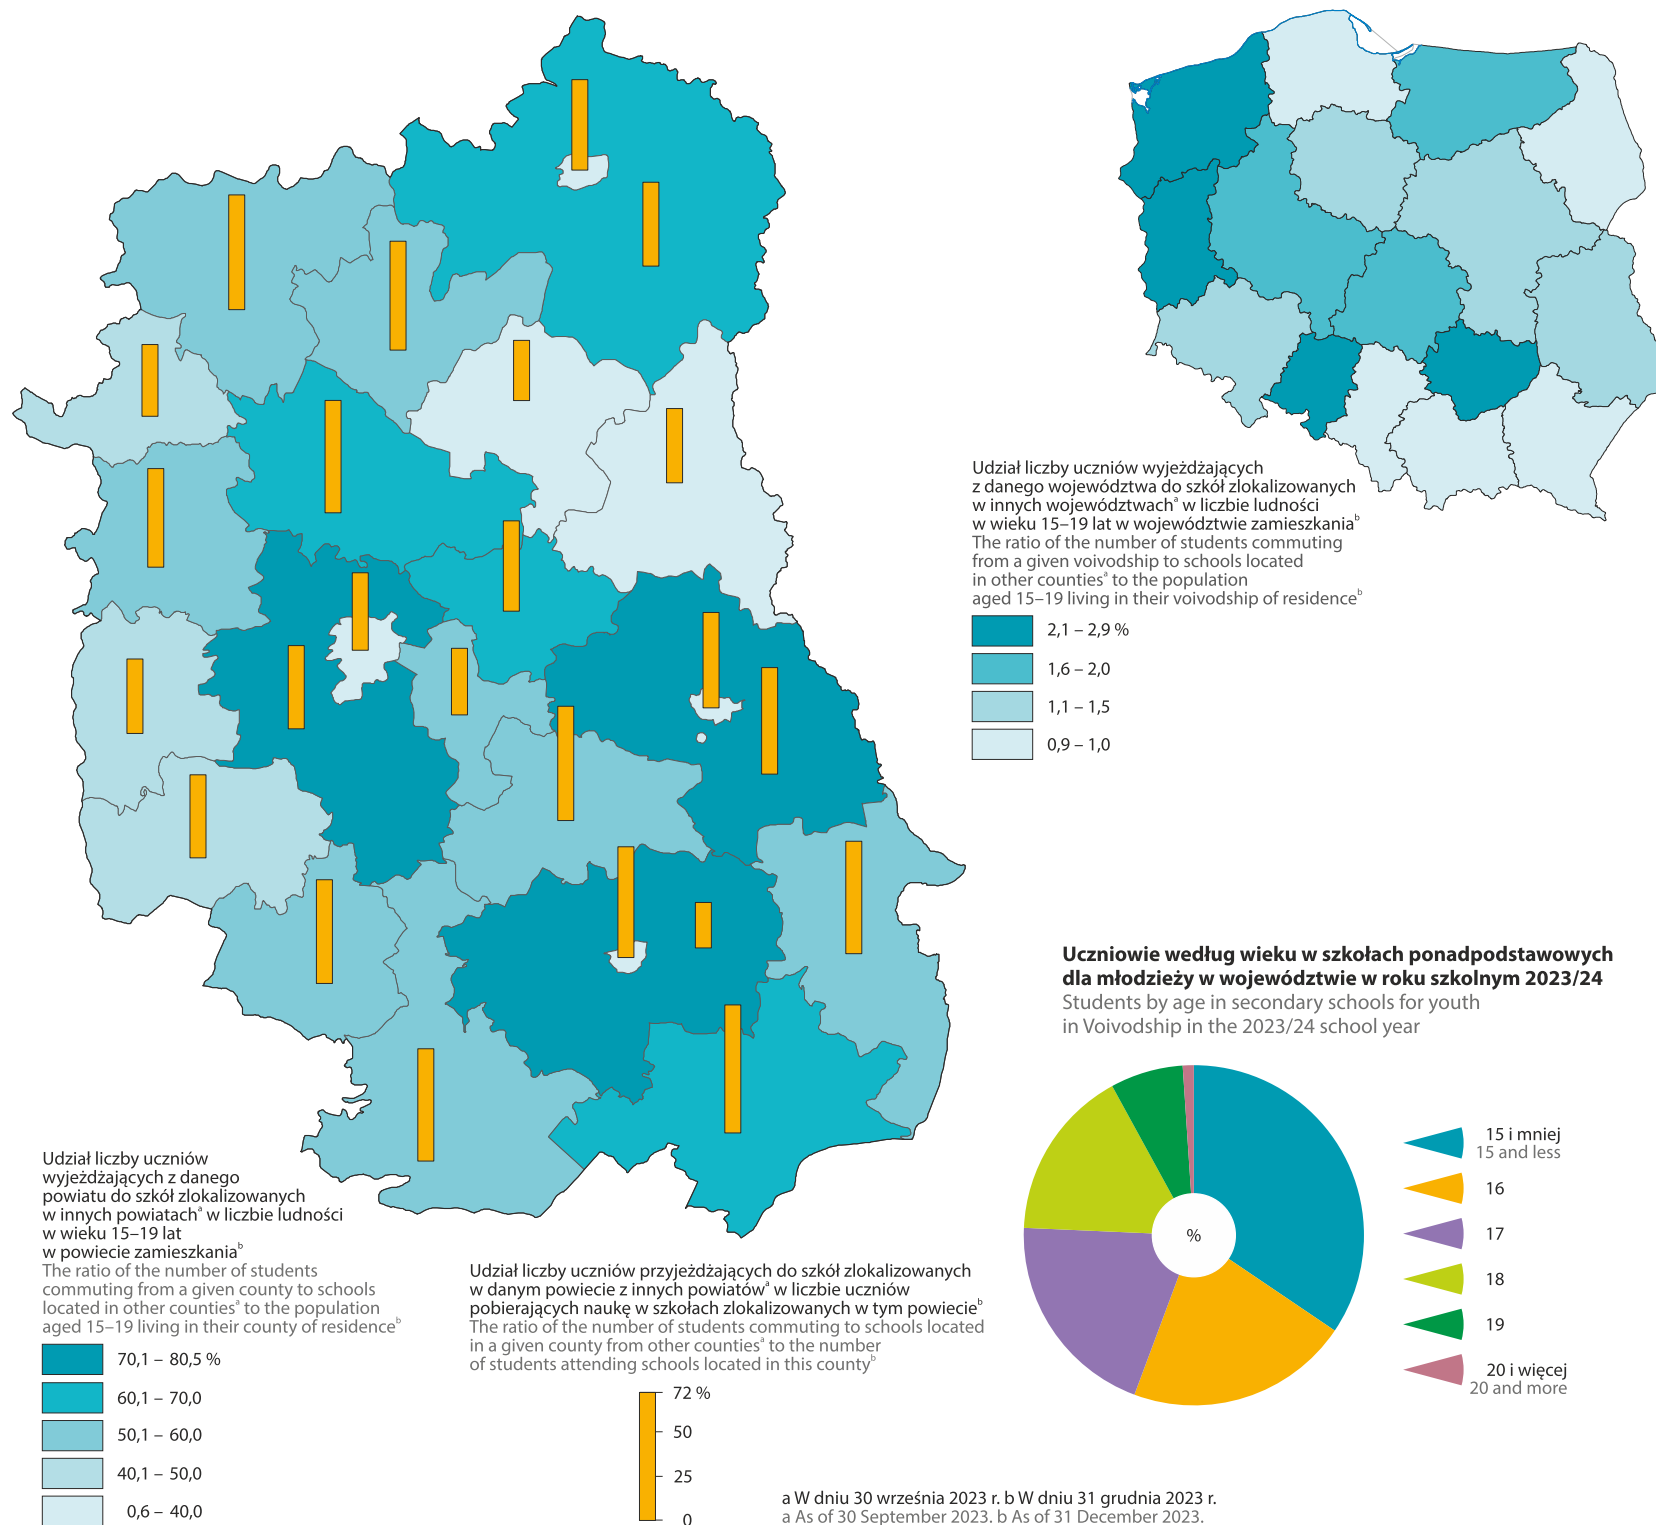 Udział liczby uczniów wyjeżdżających
z danego województwa do szkół zlokalizowanych
w innych województwachᵃ w liczbie ludności
w wieku 15–19 lat w województwie zamieszkaniaᵇ
The ratio of the number of students commuting
from a given voivodship to schools located
in other countiesᵃ to the population
aged 15–19 living in their voivodship of residenceᵇ
2,1 – 2,9 %
1,6 – 2,0
1,1 – 1,5
0,9 – 1,0
Uczniowie według wieku w szkołach ponadpodstawowych
dla młodzieży w województwie w roku szkolnym 2023/24
Students by age in secondary schools for youth
in Voivodship in the 2023/24 school year
%
15 i mniej
15 and less
16
17
18
19
20 i więcej
20 and more
Udział liczby uczniów
wyjeżdżających z danego
powiatu do szkół zlokalizowanych
w innych powiatachᵃ w liczbie ludności
w wieku 15–19 lat
w powiecie zamieszkaniaᵇ
The ratio of the number of students
commuting from a given county to schools
located in other countiesᵃ to the population
aged 15–19 living in their county of residenceᵇ
70,1 – 80,5 %
60,1 – 70,0
50,1 – 60,0
40,1 – 50,0
0,6 – 40,0
Udział liczby uczniów przyjeżdżających do szkół zlokalizowanych
w danym powiecie z innych powiatówᵃ w liczbie uczniów
pobierających naukę w szkołach zlokalizowanych w tym powiecieᵇ
The ratio of the number of students commuting to schools located
in a given county from other countiesᵃ to the number
of students attending schools located in this countyᵇ
72 %
50
25
0
a W dniu 30 września 2023 r. b W dniu 31 grudnia 2023 r.
a As of 30 September 2023. b As of 31 December 2023.